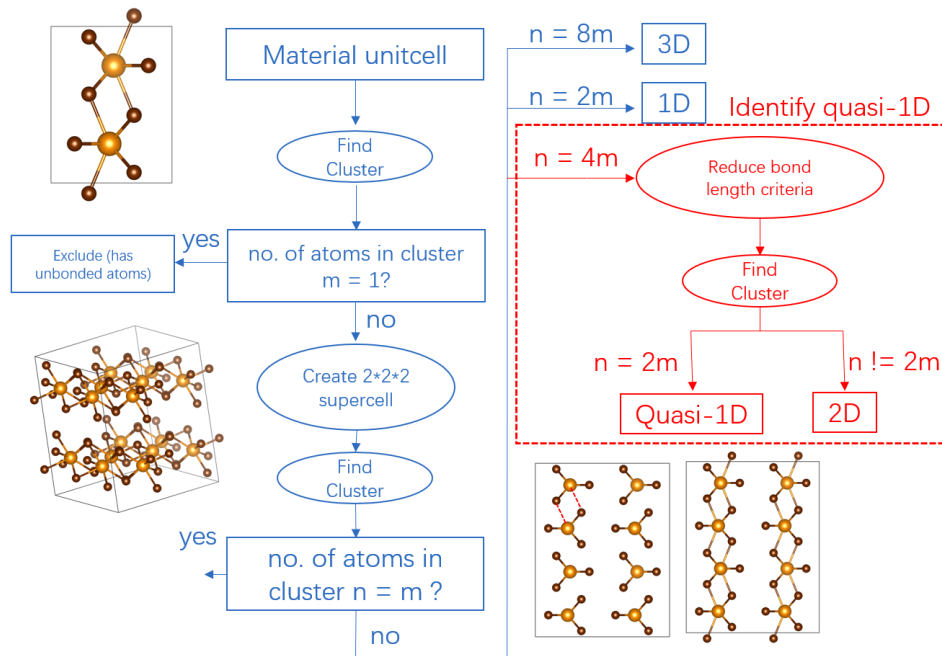 Material unitcell
Find
Cluster
no. of atoms in cluster
m = 1?
yes
Exclude (has
unbonded atoms)
no
Create 2*2*2
supercell
Find
Cluster
yes
no. of atoms in
cluster n = m ?
no
n = 8m
3D
n = 2m
1D
Identify quasi-1D
n = 4m
Reduce bond
length criteria
Find
Cluster
n = 2m
n != 2m
Quasi-1D
2D